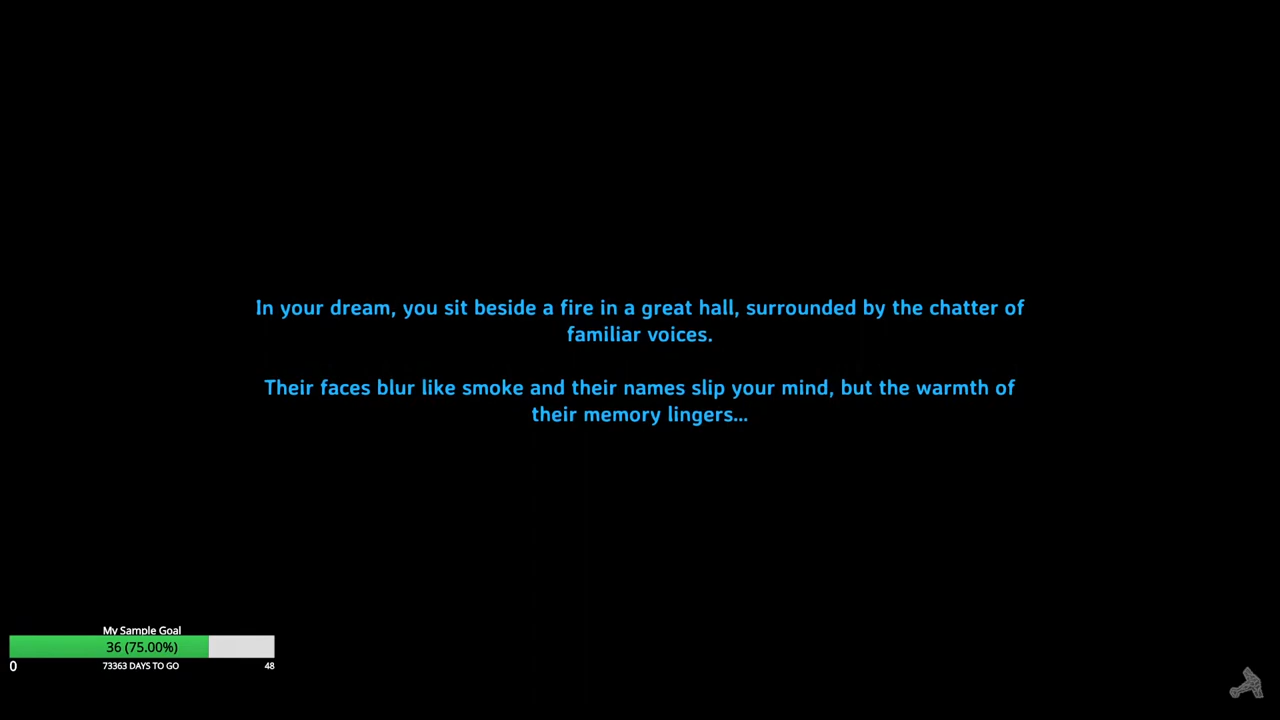 In your dream, you sit beside a fire in a great hall, surrounded by the chatter of
familiar voices.
Their faces blur like smoke and their names slip your mind, but the warmth of
their memory lingers...
My Sample Goal
36 (75.00%)
0
73363 DAYS TO GO
48